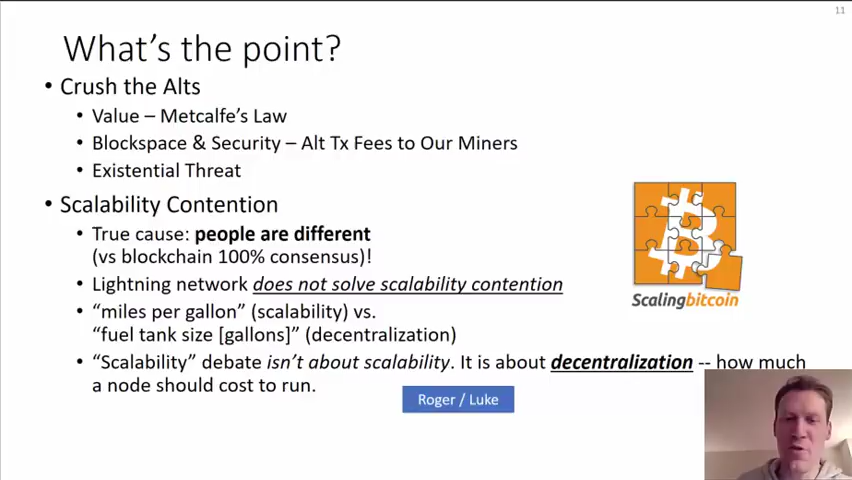 11
What's the point?
• Crush the Alts
• Value – Metcalfe's Law
• Blockspace & Security – Alt Tx Fees to Our Miners
• Existential Threat
• Scalability Contention
• True cause: people are different
(vs blockchain 100% consensus)!
• Lightning network does not solve scalability contention
• "miles per gallon" (scalability) vs.
"fuel tank size [gallons]" (decentralization)
• "Scalability" debate isn't about scalability. It is about decentralization -- how much
a node should cost to run.
Roger / Luke
Scalingbitcoin